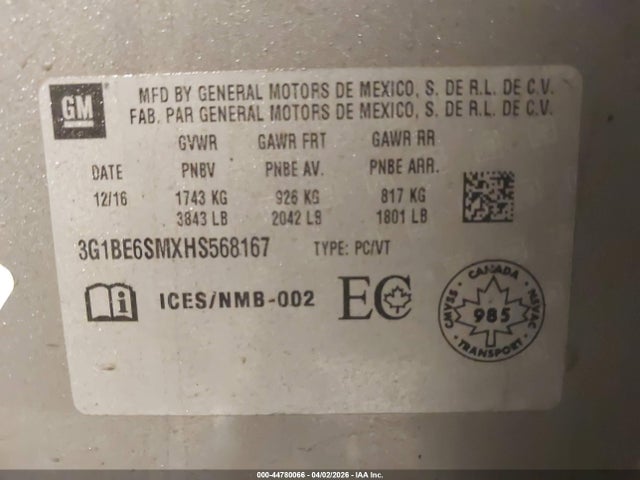 GM
MFD BY GENERAL MOTORS DE MEXICO, S. DE R.L. DE C.V.
FAB. PAR GENERAL MOTORS DE MEXICO, S. DE R.L. DE C.V.
GVWR GAWR FRT GAWR RR
DATE PNBV PNBE AV. PNBE ARR.
12/16 1743 KG 926 KG 817 KG
3843 LB 2042 LB 1801 LB
3G1BE6SMXHS568167 TYPE: PC/VT
i ICES/NMB-002 EC
CANADA
CMVSS 985 NSVAC
TRANSPORT
000-44780066 - 04/02/2026 - IAA Inc.